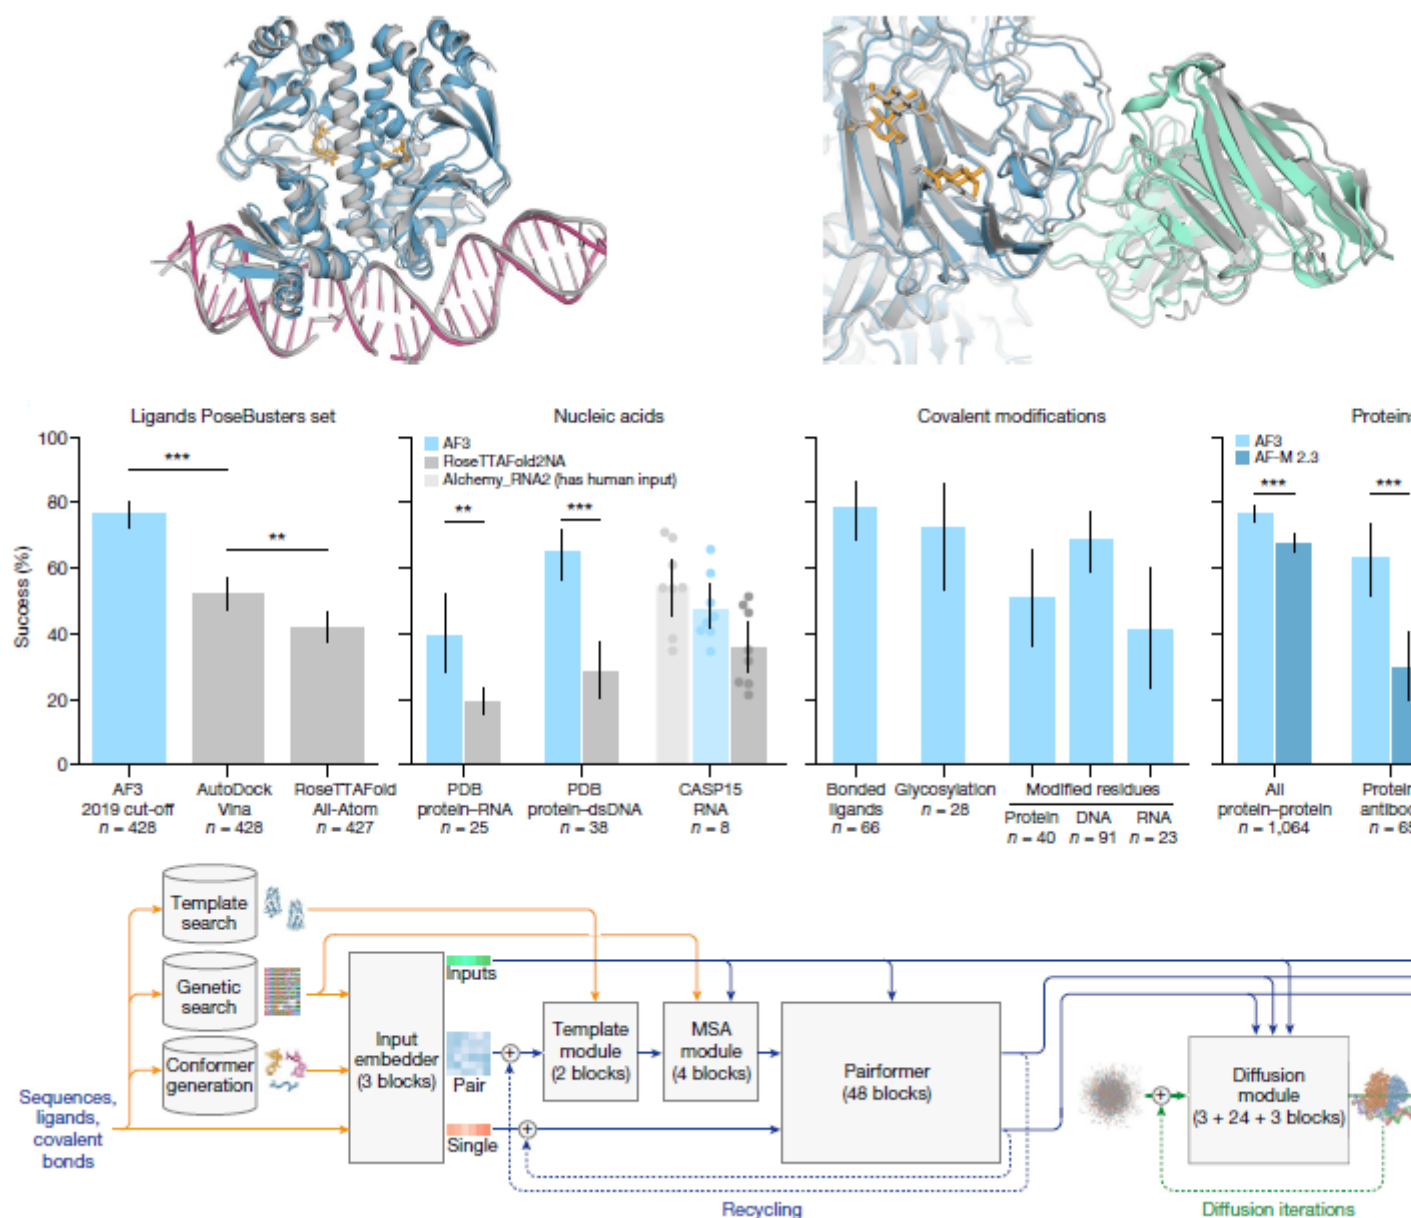 Ligands PoseBusters set
Nucleic acids
Covalent modifications
Proteins
Success (%)
100
80
60
40
20
0
***
**
AF3
2019 cut-off
n = 428
AutoDock
Vina
n = 428
RoseTTAFold
All-Atom
n = 427
AF3
RoseTTAFold2NA
Alchemy_RNA2 (has human input)
**
***
PDB
protein–RNA
n = 25
PDB
protein–dsDNA
n = 38
CASP15
RNA
n = 8
Bonded
ligands
n = 66
Glycosylation
n = 28
Modified residues
Protein
n = 40
DNA
n = 91
RNA
n = 23
AF3
AF-M 2.3
***
***
All
protein–protein
n = 1,064
Protein
Template
search
Genetic
search
Conformer
generation
Sequences,
ligands,
covalent
bonds
Input
embedder
(3 blocks)
Inputs
Pair
Single
Template
module
(2 blocks)
MSA
module
(4 blocks)
Pairformer
(48 blocks)
Diffusion
module
(3 + 24 + 3 blocks)
Recycling
Diffusion iterations